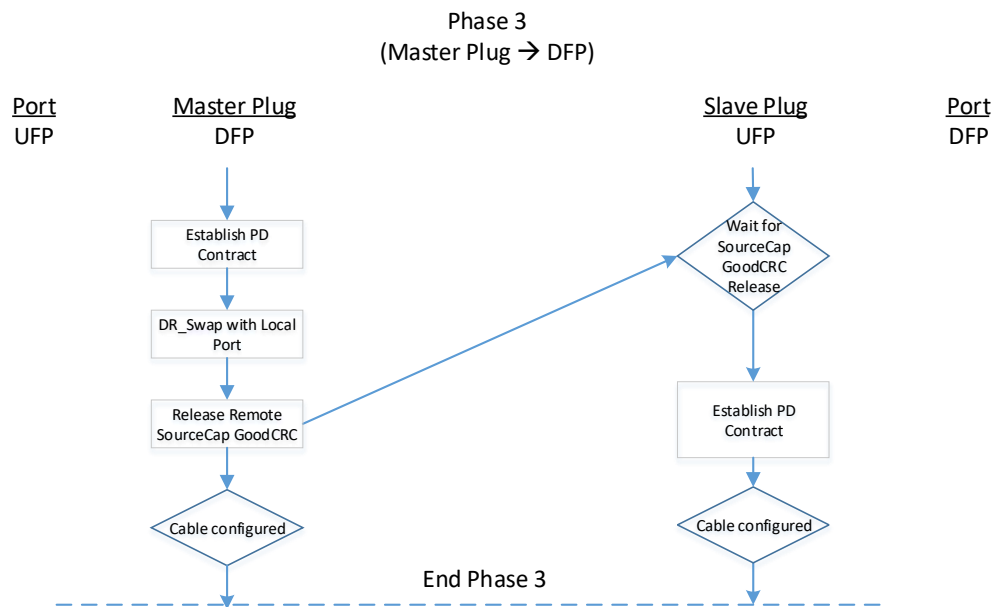 Phase 3
(Master Plug → DFP)
Port
UFP
Master Plug
DFP
Slave Plug
UFP
Port
DFP
Establish PD
Contract
DR_Swap with Local
Port
Release Remote
SourceCap GoodCRC
Cable configured
Wait for
SourceCap
GoodCRC
Release
Establish PD
Contract
Cable configured
End Phase 3